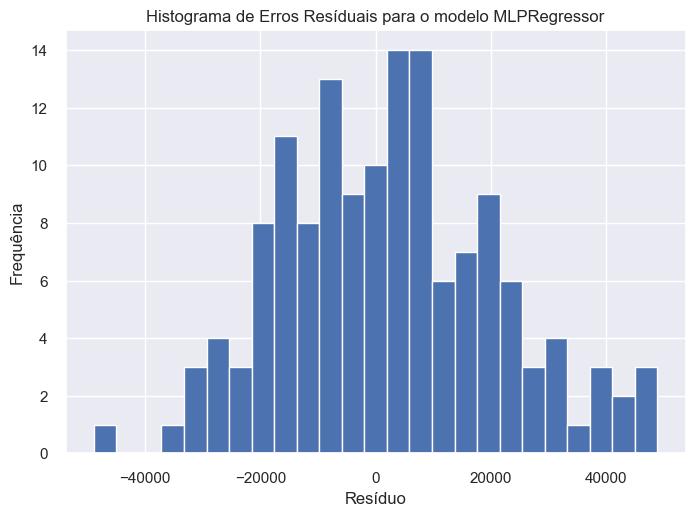 Histograma de Erros Resíduais para o modelo MLPRegressor
14
12
10
8
6
4
2
0
Frequência
−40000 −20000 0 20000 40000
Resíduo